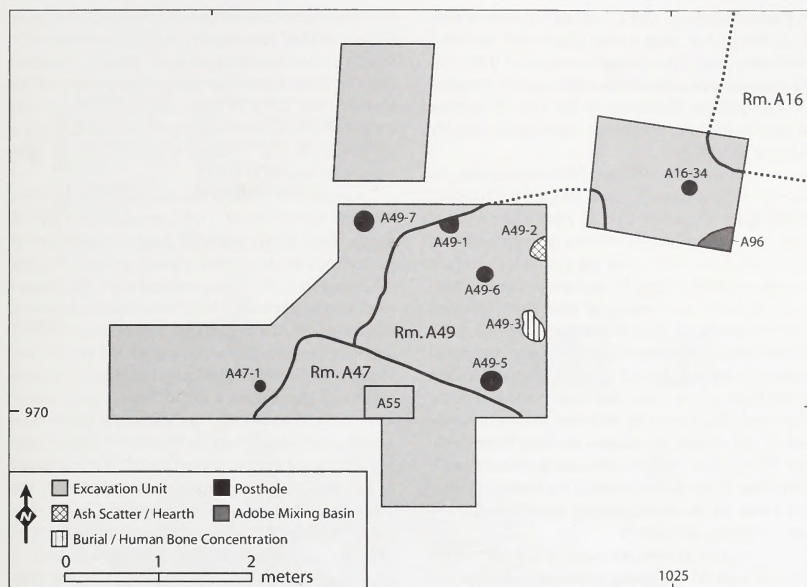 Rm. A16
A16-34
A96
A49-7
A49-1
A49-2
A49-6
A49-3
Rm. A49
A49-5
Rm. A47
A47-1
A55
970
N
Excavation Unit
Posthole
Ash Scatter / Hearth
Adobe Mixing Basin
Burial / Human Bone Concentration
0 1 2
meters
1025